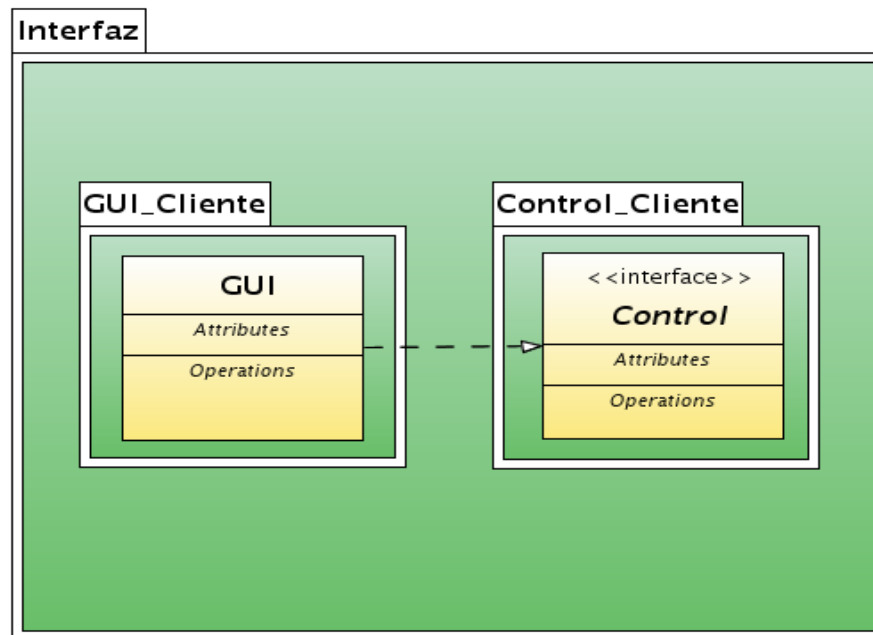 Interfaz
GUI_Cliente
GUI
Attributes
Operations
Control_Cliente
<<interface>>
Control
Attributes
Operations